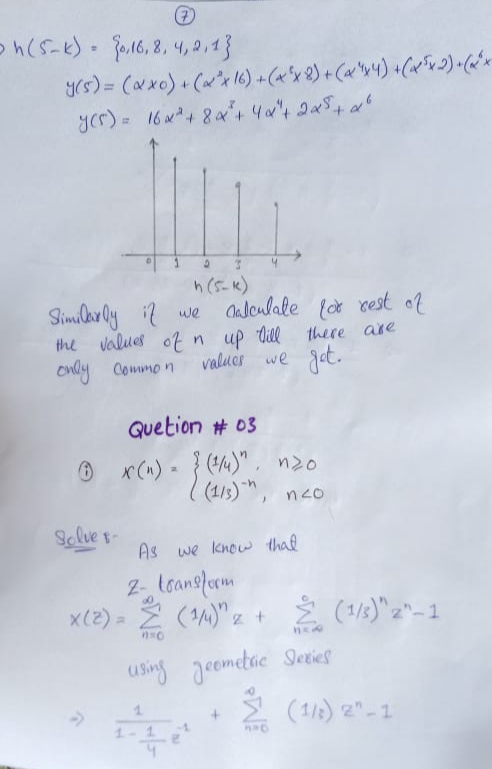 7
h(5-k) = {0,16,8,4,2,1}
y(5) = (α×0) + (α²×16) + (α³×8) + (α⁴×4) + (α⁵×2) + (α⁶×
y(5) = 16α² + 8α³ + 4α⁴ + 2α⁵ + α⁶
0 1 2 3 4
h(5-k)
Similarly if we calculate for rest of
the values of n up till there are
only common values we got.
Quetion # 03
i x(n) = { (1/4)ⁿ, n≥0
(1/3)⁻ⁿ, n<0
Solve:-
As we know that
Z-transform
X(Z) = ∑_{n=0}^{∞} (1/4)ⁿ z + ∑_{n=∞}^{0} (1/3)ⁿ zⁿ - 1
using geometric Series
⇒ 1/(1 - 1/4 z⁻¹) + ∑_{n=0}^{∞} (1/3) zⁿ - 1